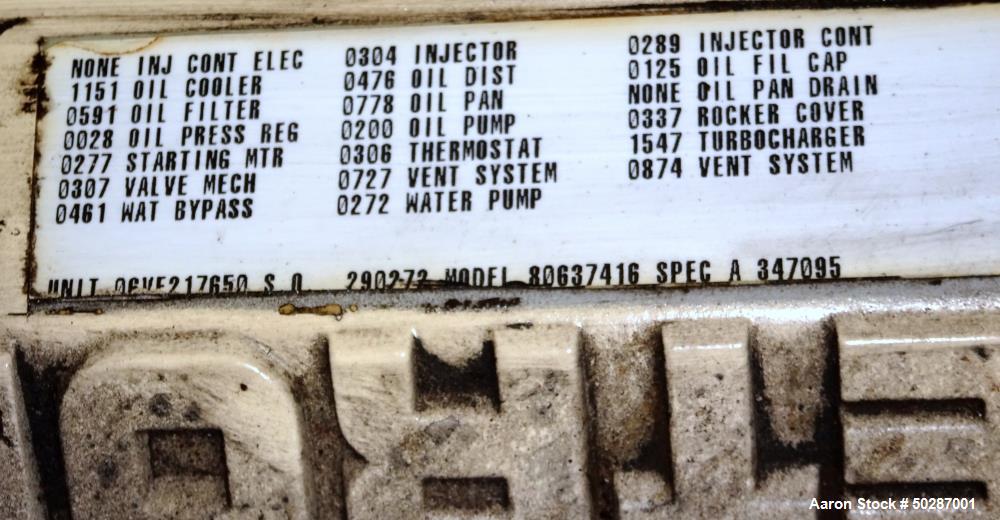 NONE INJ CONT ELEC 0304 INJECTOR 0289 INJECTOR CONT
1151 OIL COOLER 0476 OIL DIST 0125 OIL FIL CAP
0591 OIL FILTER 0778 OIL PAN NONE OIL PAN DRAIN
0028 OIL PRESS REG 0200 OIL PUMP 0337 ROCKER COVER
0277 STARTING MTR 0306 THERMOSTAT 1547 TURBOCHARGER
0307 VALVE MECH 0727 VENT SYSTEM 0874 VENT SYSTEM
0461 WAT BYPASS 0272 WATER PUMP
UNIT 06VF217650 S.O. 290272 MODEL 80637416 SPEC A 347095
Aaron Stock # 50287001